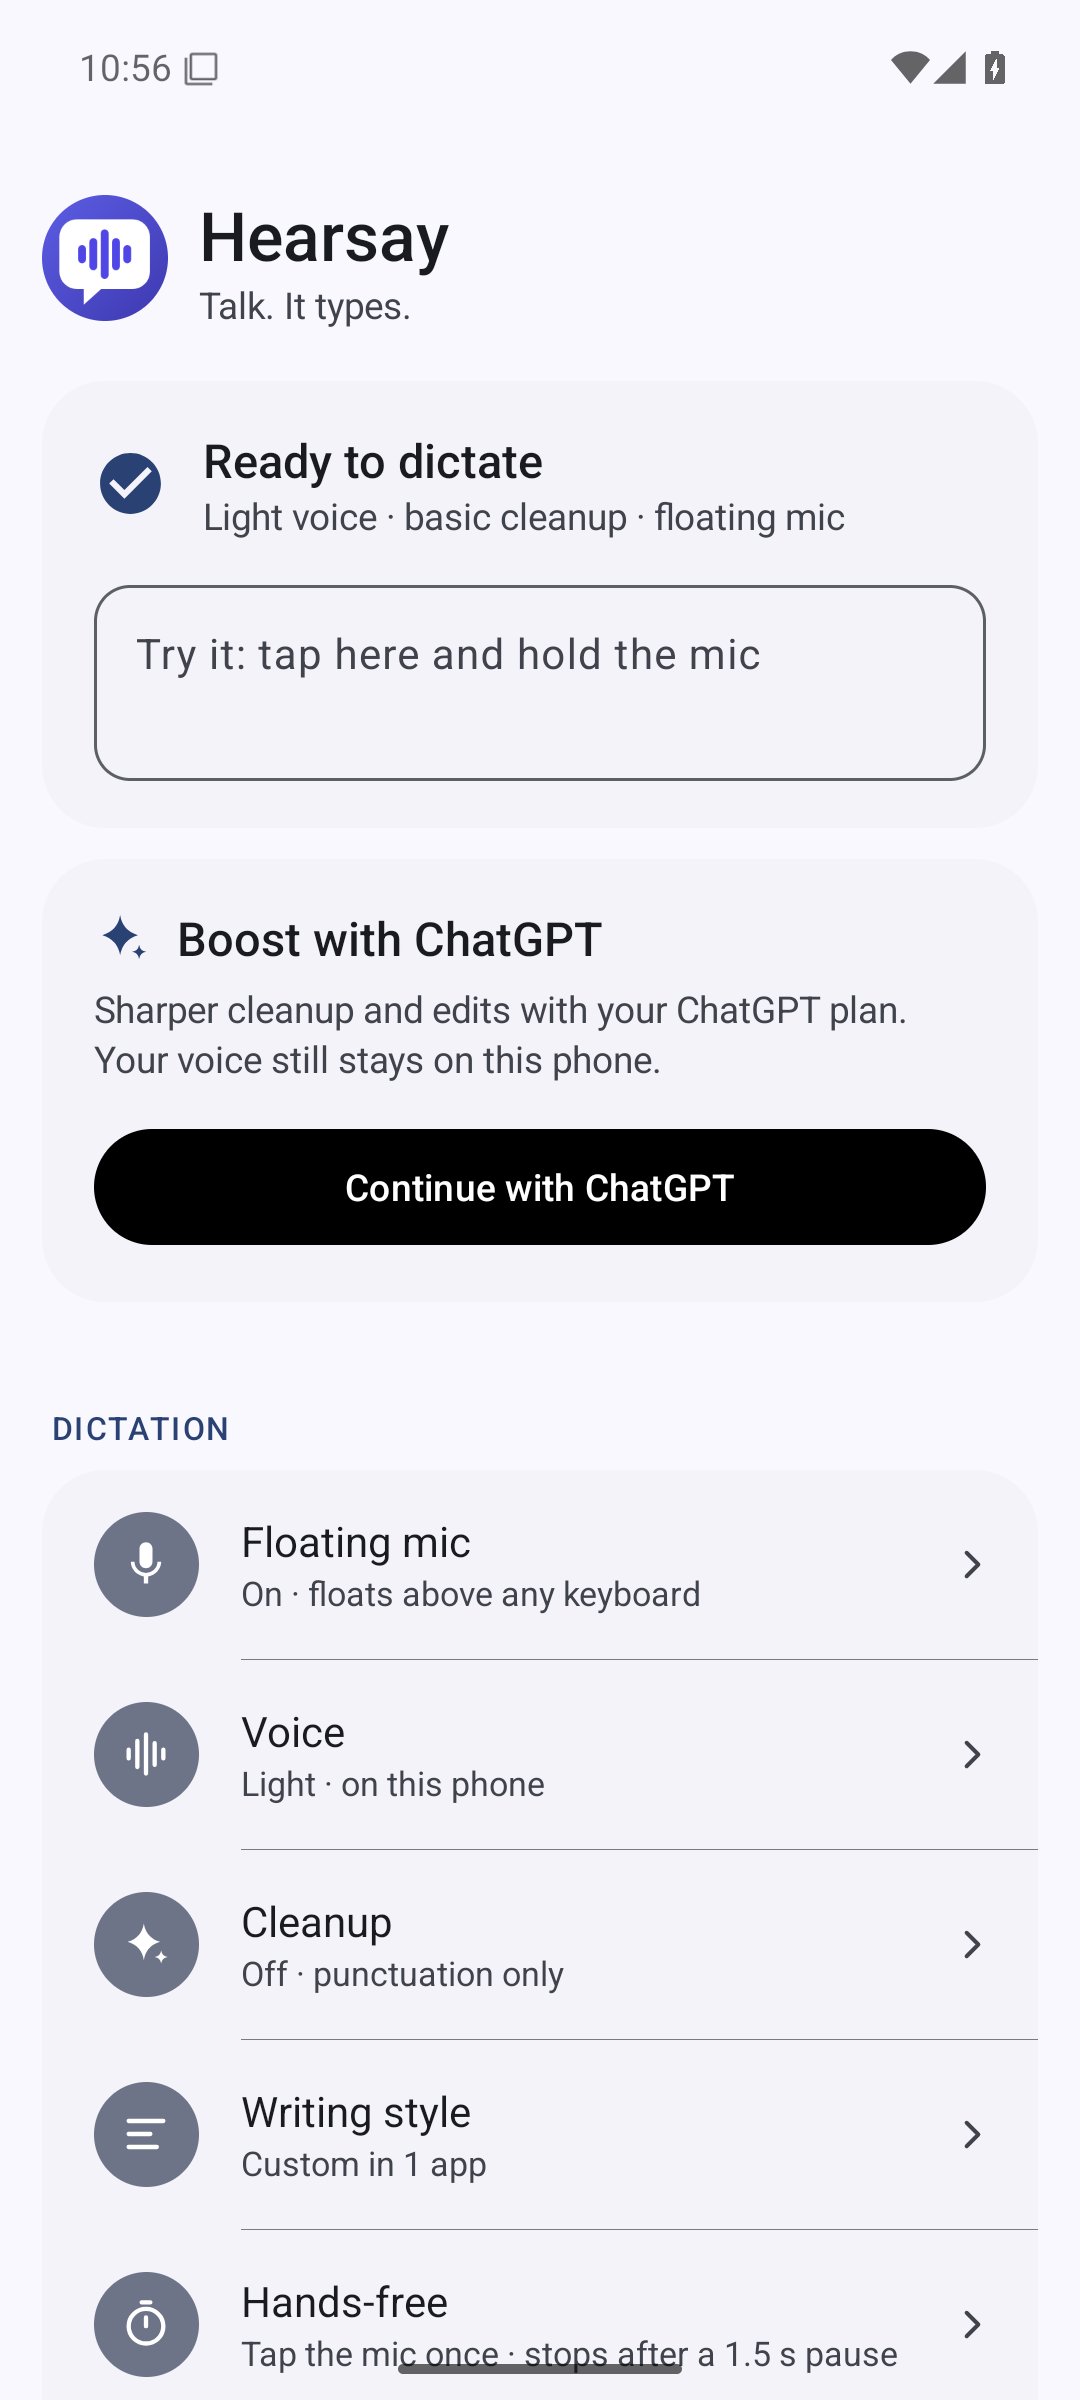 10:56
Hearsay
Talk. It types.
Ready to dictate
Light voice · basic cleanup · floating mic
Try it: tap here and hold the mic
Boost with ChatGPT
Sharper cleanup and edits with your ChatGPT plan.
Your voice still stays on this phone.
Continue with ChatGPT
DICTATION
Floating mic
On · floats above any keyboard
Voice
Light · on this phone
Cleanup
Off · punctuation only
Writing style
Custom in 1 app
Hands-free
Tap the mic once · stops after a 1.5 s pause